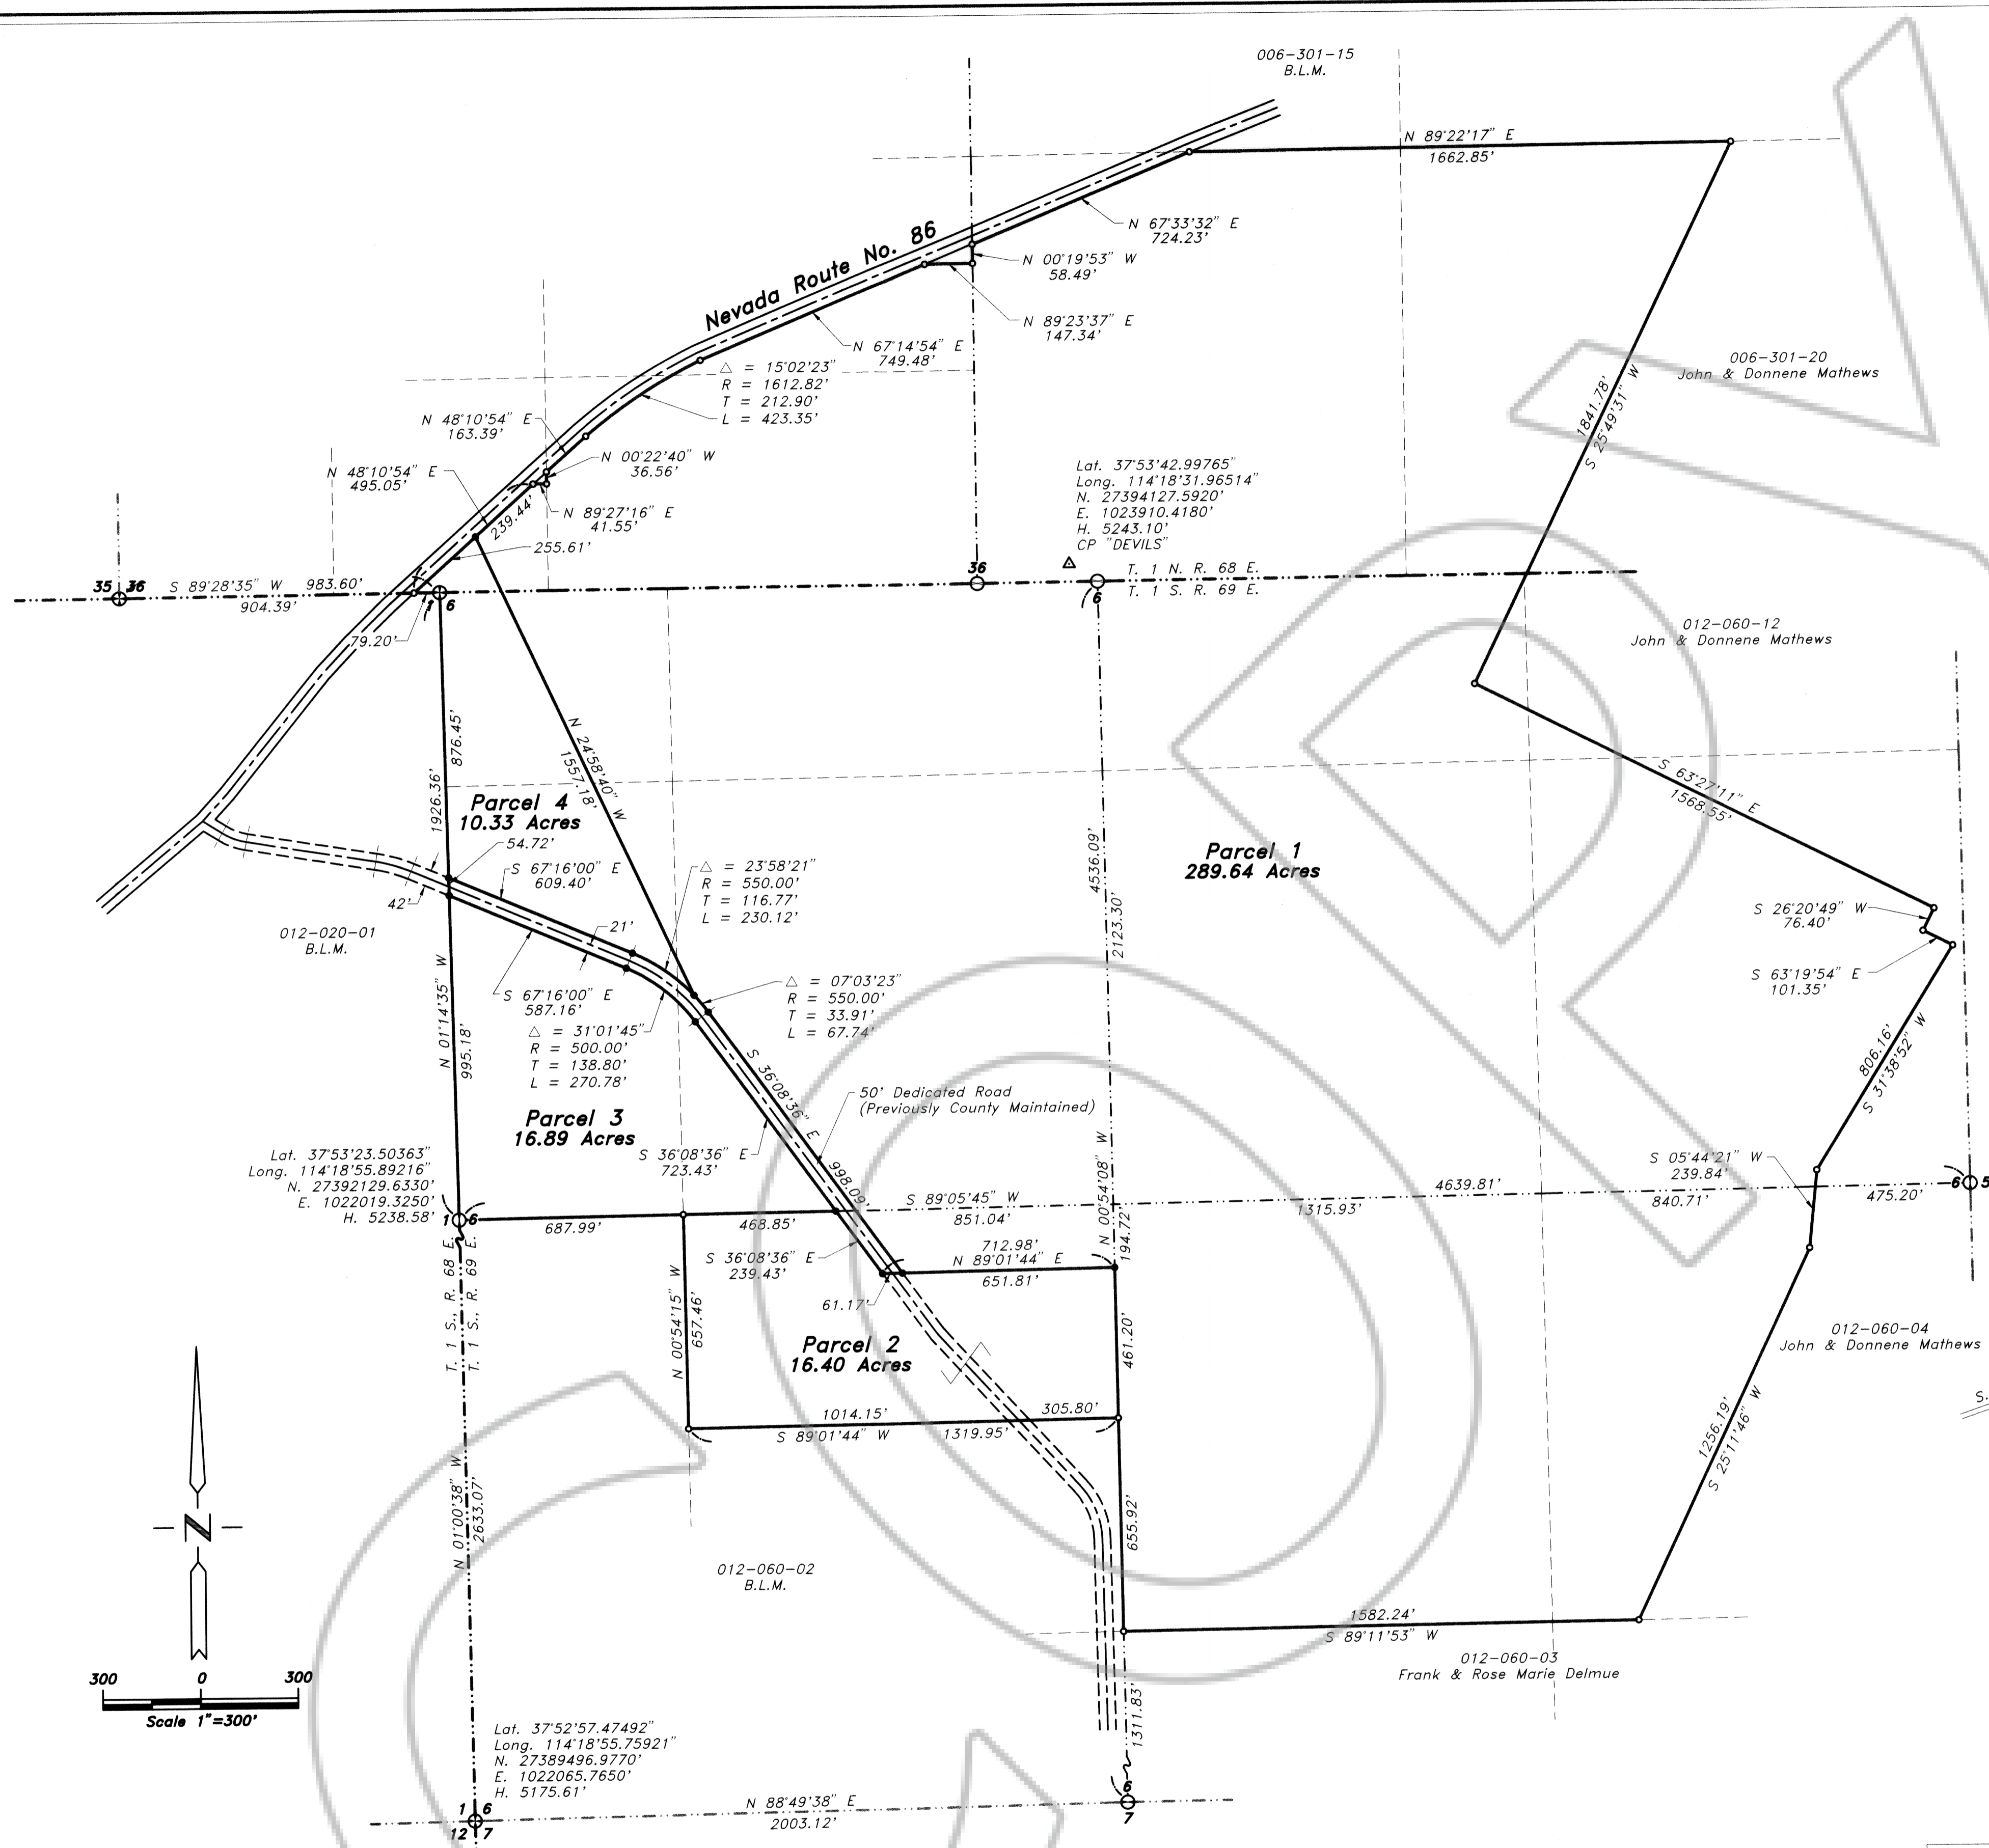 006-301-15
B.L.M.
N 89°22'17" E
1662.85'
N 67°33'32" E
724.23'
Nevada Route No. 86
N 00°19'53" W
58.49'
N 89°23'37" E
147.34'
N 67°14'54" E
749.48'
△ = 15°02'23"
R = 1612.82'
T = 212.90'
L = 423.35'
006-301-20
John & Donnene Mathews
1841.78'
S 25°49'31" W
N 48°10'54" E
163.39'
N 00°22'40" W
36.56'
N 48°10'54" E
495.05'
239.44'
N 89°27'16" E
41.55'
255.61'
Lat. 37°53'42.99765"
Long. 114°18'31.96514"
N. 27394127.5920'
E. 1023910.4180'
H. 5243.10'
CP "DEVILS"
35 36
S 89°28'35" W 983.60'
904.39'
1 6
36
6
T. 1 N. R. 68 E.
T. 1 S. R. 69 E.
79.20'
012-060-12
John & Donnene Mathews
876.45'
1926.36'
N 24°58'40" W
1557.18'
S 63°27'11" E
1568.55'
Parcel 4
10.33 Acres
54.72'
S 67°16'00" E
609.40'
△ = 23°58'21"
R = 550.00'
T = 116.77'
L = 230.12'
4536.09'
2123.30'
Parcel 1
289.64 Acres
42'
21'
012-020-01
B.L.M.
S 26°20'49" W
76.40'
S 63°19'54" E
101.35'
S 67°16'00" E
587.16'
△ = 07°03'23"
R = 550.00'
T = 33.91'
L = 67.74'
△ = 31°01'45"
R = 500.00'
T = 138.80'
L = 270.78'
N 01°14'35" W
995.18'
806.16'
S 31°38'52" W
S 36°08'36" E
998.09'
50' Dedicated Road
(Previously County Maintained)
Parcel 3
16.89 Acres
S 36°08'36" E
723.43'
Lat. 37°53'23.50363"
Long. 114°18'55.89216"
N. 27392129.6330'
E. 1022019.3250'
H. 5238.58'
1 6
S 05°44'21" W
239.84'
N 00°54'08" W
194.72'
S 89°05'45" W
851.04'
4639.81'
1315.93'
840.71'
475.20'
6 5
687.99'
468.85'
T. 1 S., R. 68 E.
T. 1 S., R. 69 E.
S 36°08'36" E
239.43'
712.98'
N 89°01'44" E
651.81'
61.17'
N 00°54'15" W
657.46'
461.20'
Parcel 2
16.40 Acres
012-060-04
John & Donnene Mathews
S.
1014.15'
305.80'
S 89°01'44" W
1319.95'
1256.19'
S 25°11'46" W
N 01°00'38" W
2633.07'
655.92'
012-060-02
B.L.M.
1582.24'
S 89°11'53" W
012-060-03
Frank & Rose Marie Delmue
N
300 0 300
Scale 1"=300'
1311.83'
Lat. 37°52'57.47492"
Long. 114°18'55.75921"
N. 27389496.9770'
E. 1022065.7650'
H. 5175.61'
1 6
12 7
N 88°49'38" E
2003.12'
6
7